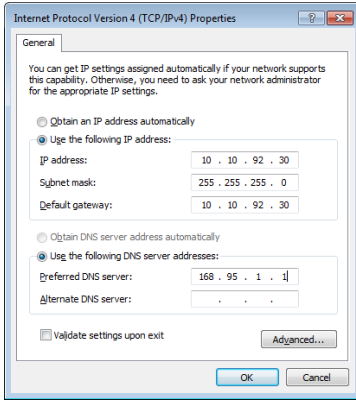 Internet Protocol Version 4 (TCP/IPv4) Properties
General
You can get IP settings assigned automatically if your network supports
this capability. Otherwise, you need to ask your network administrator
for the appropriate IP settings.
Obtain an IP address automatically
Use the following IP address:
IP address: 10 . 10 . 92 . 30
Subnet mask: 255 . 255 . 255 . 0
Default gateway: 10 . 10 . 92 . 30
Obtain DNS server address automatically
Use the following DNS server addresses:
Preferred DNS server: 168 . 95 . 1 . 1
Alternate DNS server: . . .
Validate settings upon exit
Advanced...
OK Cancel